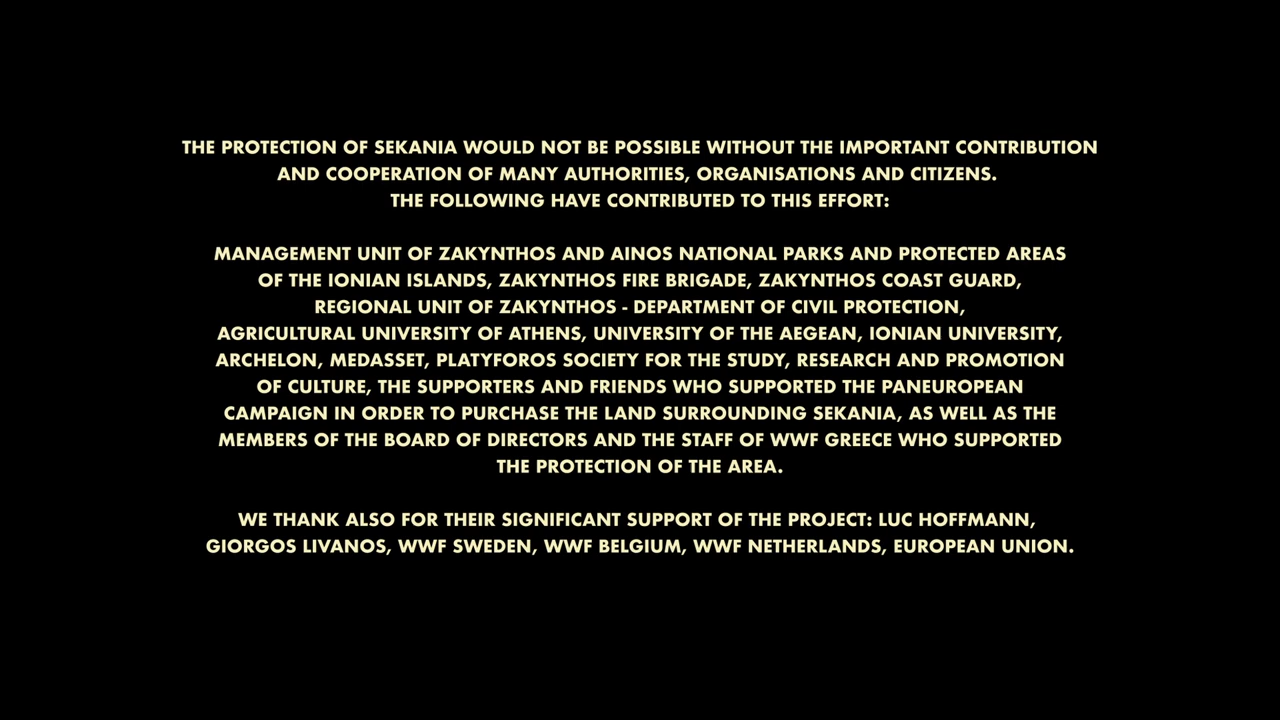 THE PROTECTION OF SEKANIA WOULD NOT BE POSSIBLE WITHOUT THE IMPORTANT CONTRIBUTION
AND COOPERATION OF MANY AUTHORITIES, ORGANISATIONS AND CITIZENS.
THE FOLLOWING HAVE CONTRIBUTED TO THIS EFFORT:
MANAGEMENT UNIT OF ZAKYNTHOS AND AINOS NATIONAL PARKS AND PROTECTED AREAS
OF THE IONIAN ISLANDS, ZAKYNTHOS FIRE BRIGADE, ZAKYNTHOS COAST GUARD,
REGIONAL UNIT OF ZAKYNTHOS - DEPARTMENT OF CIVIL PROTECTION,
AGRICULTURAL UNIVERSITY OF ATHENS, UNIVERSITY OF THE AEGEAN, IONIAN UNIVERSITY,
ARCHELON, MEDASSET, PLATYFOROS SOCIETY FOR THE STUDY, RESEARCH AND PROMOTION
OF CULTURE, THE SUPPORTERS AND FRIENDS WHO SUPPORTED THE PANEUROPEAN
CAMPAIGN IN ORDER TO PURCHASE THE LAND SURROUNDING SEKANIA, AS WELL AS THE
MEMBERS OF THE BOARD OF DIRECTORS AND THE STAFF OF WWF GREECE WHO SUPPORTED
THE PROTECTION OF THE AREA.
WE THANK ALSO FOR THEIR SIGNIFICANT SUPPORT OF THE PROJECT: LUC HOFFMANN,
GIORGOS LIVANOS, WWF SWEDEN, WWF BELGIUM, WWF NETHERLANDS, EUROPEAN UNION.